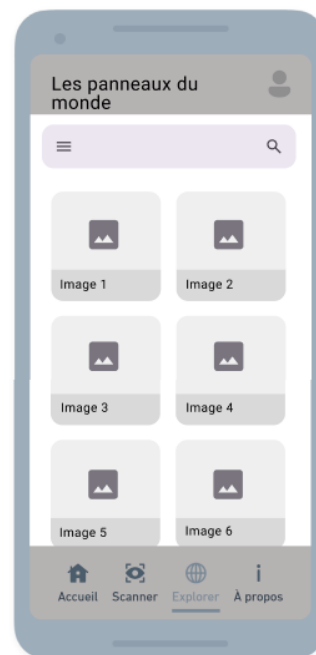 Les panneaux du
monde
Image 1
Image 2
Image 3
Image 4
Image 5
Image 6
Accueil Scanner Explorer À propos